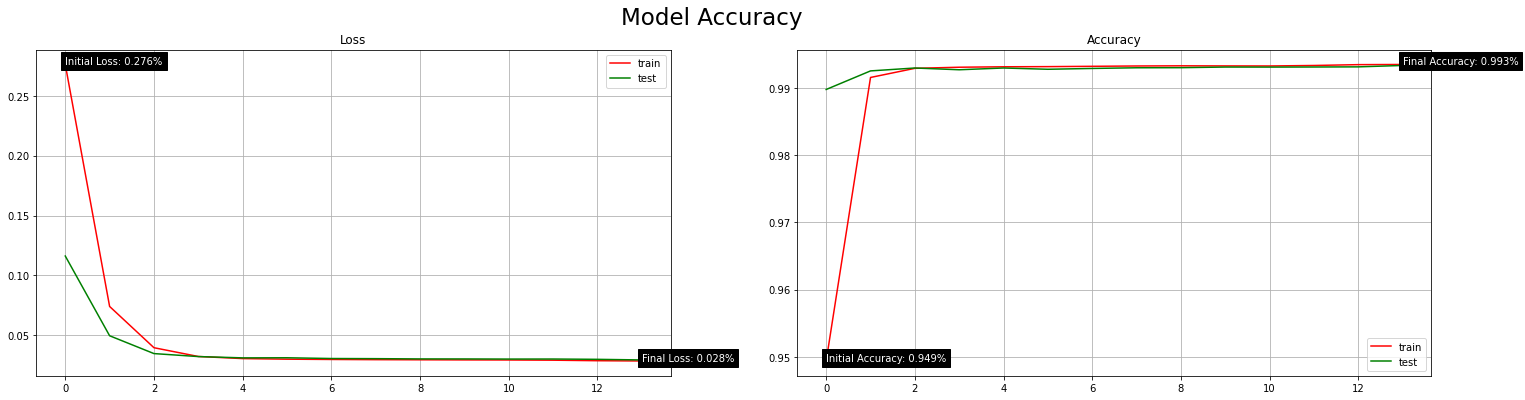 Model Accuracy
Loss
Initial Loss: 0.276%
train
test
0.25
0.20
0.15
0.10
0.05
Final Loss: 0.028%
0 2 4 6 8 10 12
Accuracy
Final Accuracy: 0.993%
0.99
0.98
0.97
0.96
0.95
Initial Accuracy: 0.949%
train
test
0 2 4 6 8 10 12